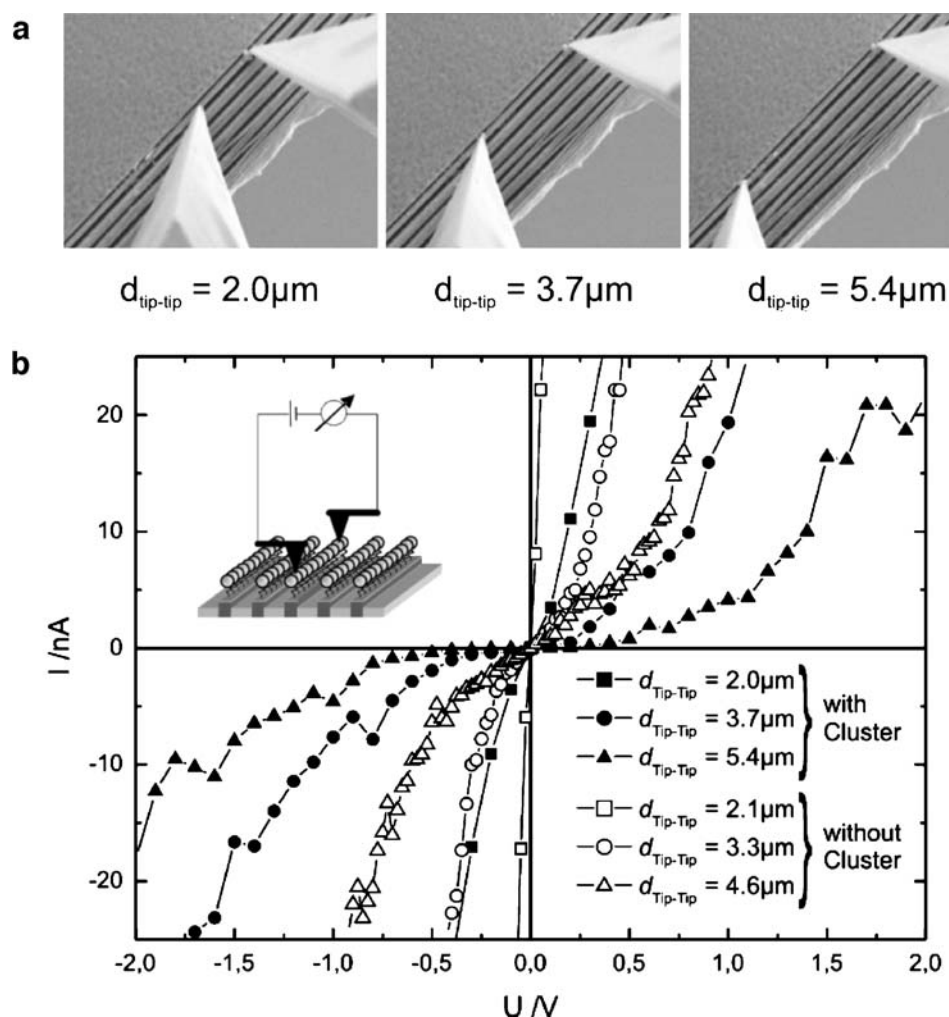 a
d_tip-tip = 2.0µm
d_tip-tip = 3.7µm
d_tip-tip = 5.4µm
b
20
10
0
-10
-20
I /nA
d_Tip-Tip = 2.0µm
d_Tip-Tip = 3.7µm
d_Tip-Tip = 5.4µm
with
Cluster
d_Tip-Tip = 2.1µm
d_Tip-Tip = 3.3µm
d_Tip-Tip = 4.6µm
without
Cluster
-2,0 -1,5 -1,0 -0,5 0,0 0,5 1,0 1,5 2,0
U /V